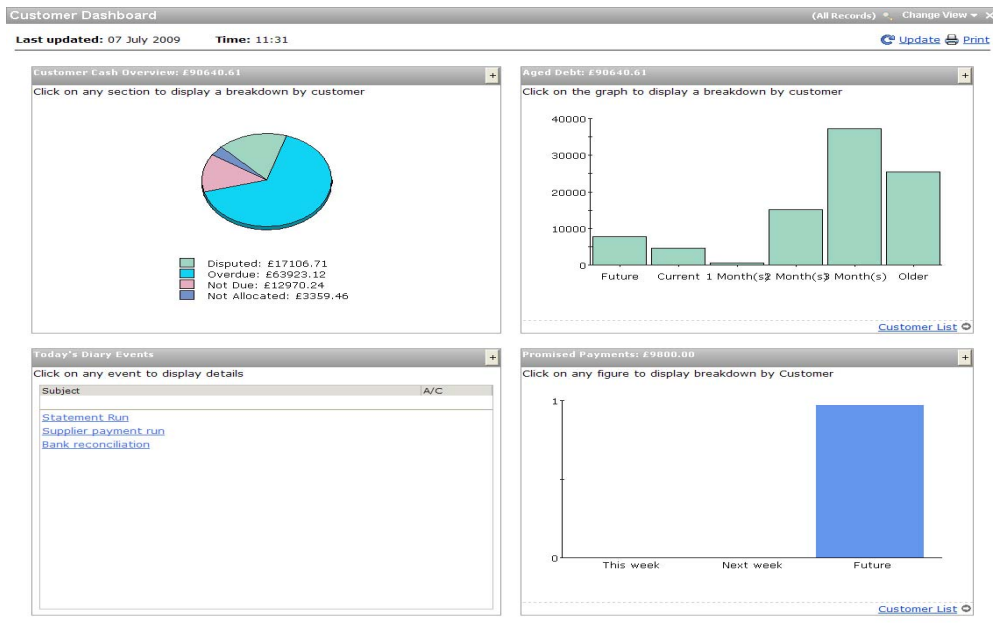 Customer Dashboard
(All Records) Change View
Last updated: 07 July 2009 Time: 11:31
Update Print
Customer Cash Overview: £90640.61
+
Click on any section to display a breakdown by customer
Disputed: £17106.71
Overdue: £63923.12
Not Due: £12970.24
Not Allocated: £3359.46
Aged Debt: £90640.61
+
Click on the graph to display a breakdown by customer
40000
30000
20000
10000
0
Future Current 1 Month(s) 2 Month(s) 3 Month(s) Older
Customer List
Today's Diary Events
+
Click on any event to display details
Subject A/C
Statement Run
Supplier payment run
Bank reconciliation
Promised Payments: £9800.00
+
Click on any figure to display breakdown by Customer
1
0
This week Next week Future
Customer List